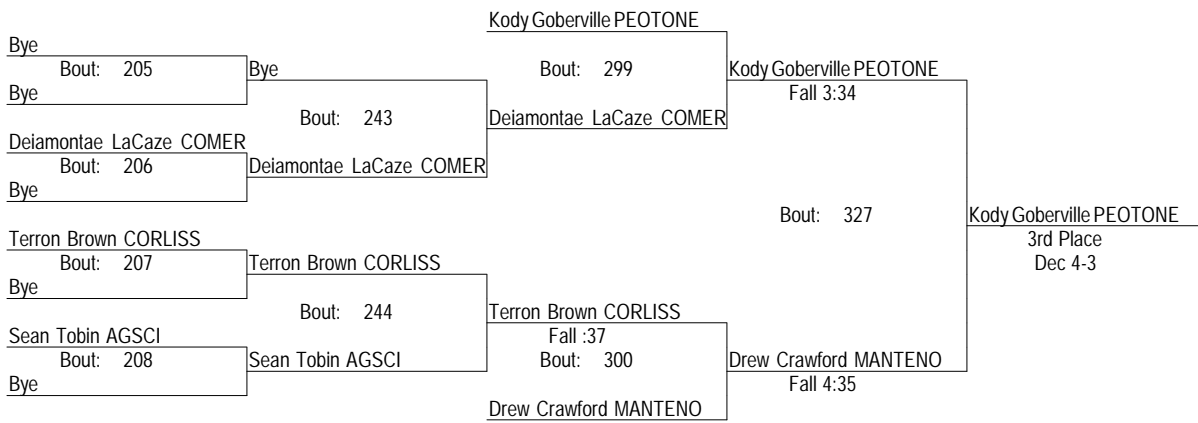 Kody Goberville PEOTONE
Bye
Bout: 205
Bye
Bout: 299
Kody Goberville PEOTONE
Bye
Fall 3:34
Bout: 243
Deiamontae LaCaze COMER
Deiamontae LaCaze COMER
Bout: 206
Deiamontae LaCaze COMER
Bye
Bout: 327
Kody Goberville PEOTONE
Terron Brown CORLISS
3rd Place
Bout: 207
Terron Brown CORLISS
Dec 4-3
Bye
Bout: 244
Terron Brown CORLISS
Sean Tobin AGSCI
Fall :37
Bout: 208
Sean Tobin AGSCI
Bout: 300
Drew Crawford MANTENO
Bye
Fall 4:35
Drew Crawford MANTENO